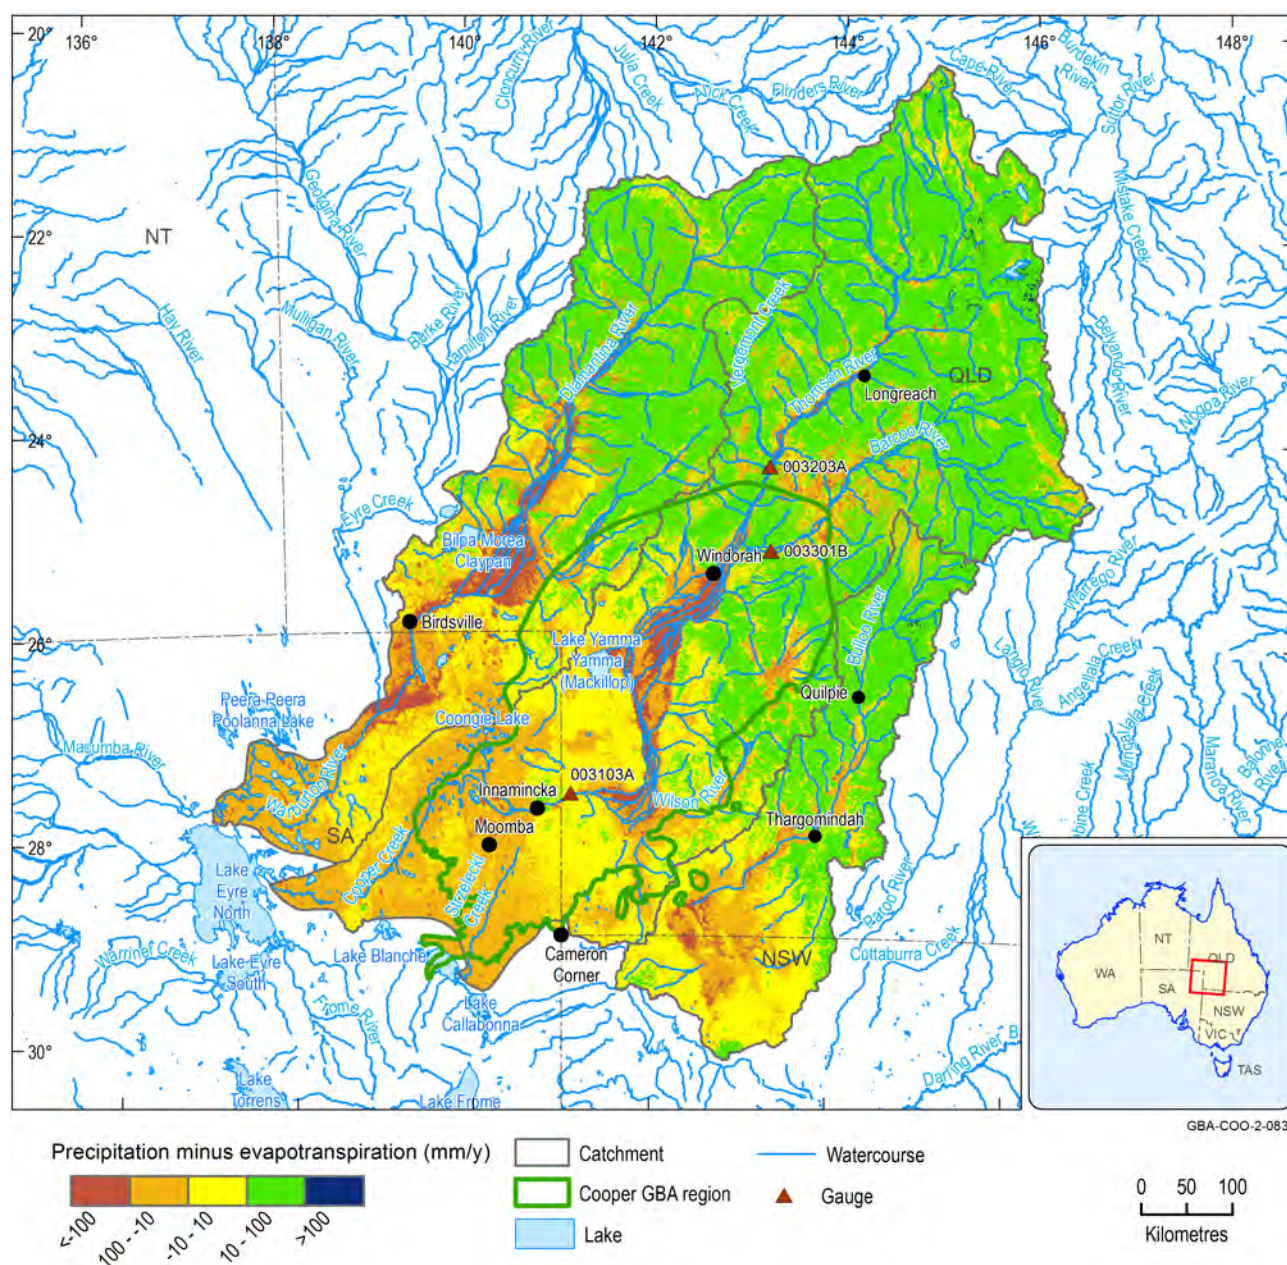 136°
138°
140°
142°
144°
146°
148°
20°
22°
24°
26°
28°
30°
Cloncurry River
Julia Creek
Alick Creek
Flinders River
Cape River
Burdekin
River
Suttor River
Mistake Creek
Belyando River
Nogoa River
Georgina River
NT
Hay River
Mulligan River
Burke River
Hamilton River
Diamantina River
Vergemont Creek
Thomson River
QLD
Longreach
Barcoo River
003203A
Eyre Creek
Bilpa Morea
Claypan
Windorah
003301B
Warrego River
Birdsville
Lake Yamma
Yamma
(Mackillop)
Bulloo River
Langlo River
Angellala Creek
Mungallala Creek
Maranoa River
Balonne
River
Quilpie
Peera Peera
Poolanna Lake
Coongie Lake
Macumba River
Warburton River
003103A
Innamincka
Wilson River
Moomba
Thargomindah
SA
Cooper Creek
Strzelecki
Creek
Lake
Eyre
North
Paroo River
Lake Blanche
Cameron
Corner
NSW
Cuttaburra Creek
Warriner Creek
Lake Eyre
South
Frome River
Lake
Callabonna
Darling River
B
Lake
Torrens
Lake Frome
W
bine Creek
WA
NT
QLD
SA
NSW
VIC
TAS
GBA-COO-2-083
Precipitation minus evapotranspiration (mm/y)
<-100
100 - -10
-10 - 10
10 - 100
>100
Catchment
Cooper GBA region
Lake
Watercourse
Gauge
0 50 100
Kilometres